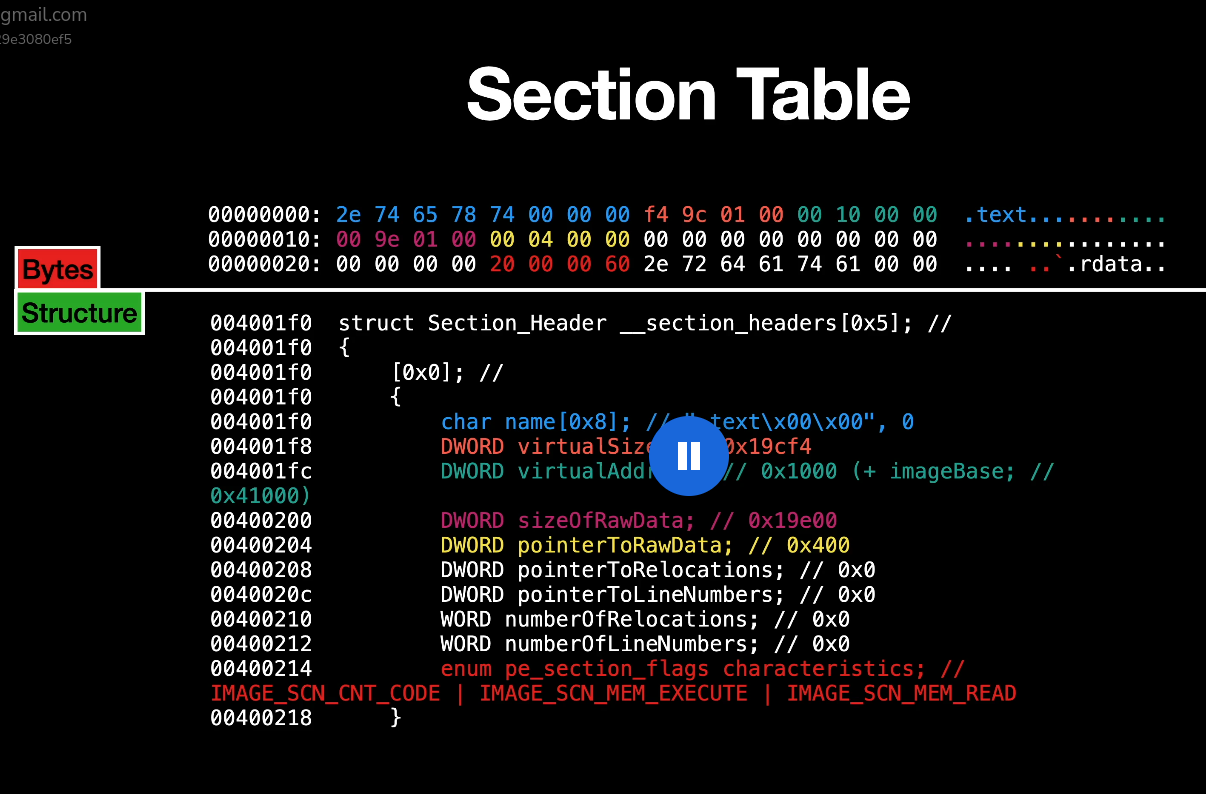 gmail.com
29e3080ef5
Section Table
00000000: 2e 74 65 78 74 00 00 00 f4 9c 01 00 00 10 00 00 .text...........
00000010: 00 9e 01 00 00 04 00 00 00 00 00 00 00 00 00 00 ................
00000020: 00 00 00 00 20 00 00 60 2e 72 64 61 74 61 00 00 .... ..`.rdata..
Bytes
Structure
004001f0 struct Section_Header __section_headers[0x5]; //
004001f0 {
004001f0 [0x0]; //
004001f0 {
004001f0 char name[0x8]; // text\x00\x00", 0
004001f8 DWORD 0x19cf4
004001fc DWORD // 0x1000 (+ imageBase; //
0x41000)
00400200 DWORD sizeOfRawData; // 0x19e00
00400204 DWORD pointerToRawData; // 0x400
00400208 DWORD pointerToRelocations; // 0x0
0040020c DWORD pointerToLineNumbers; // 0x0
00400210 WORD numberOfRelocations; // 0x0
00400212 WORD numberOfLineNumbers; // 0x0
00400214 enum pe_section_flags characteristics; //
IMAGE_SCN_CNT_CODE | IMAGE_SCN_MEM_EXECUTE | IMAGE_SCN_MEM_READ
00400218 }